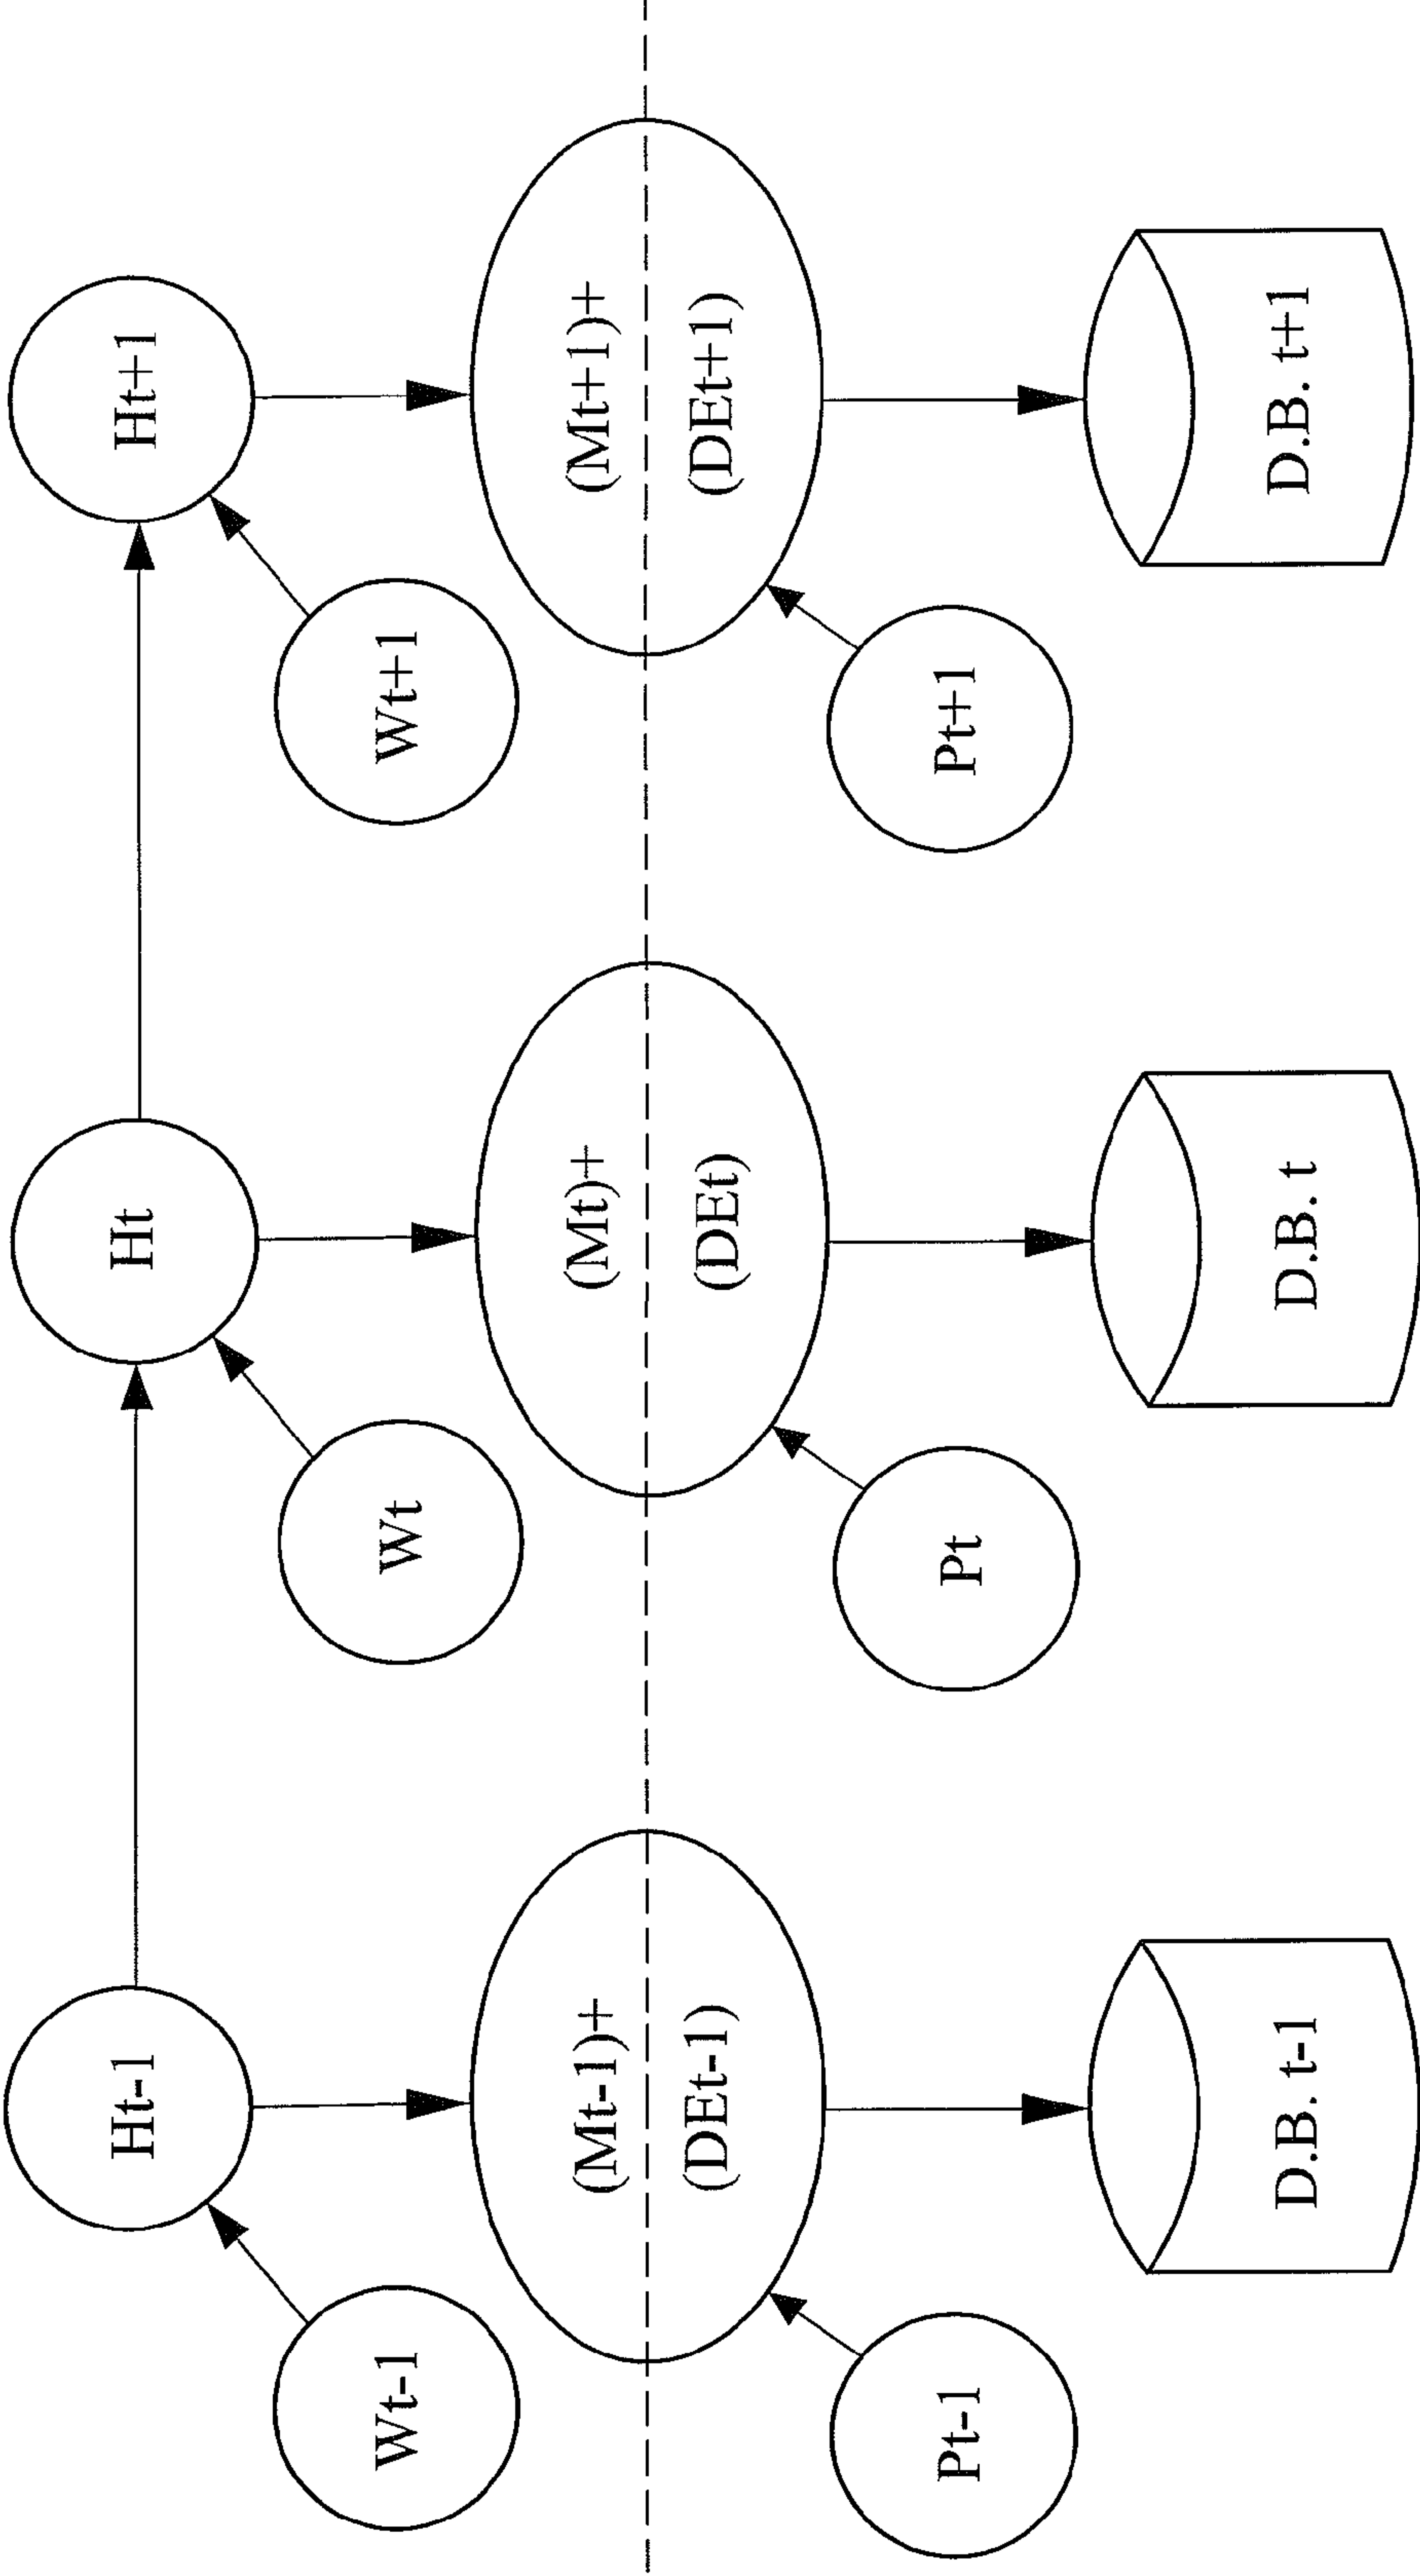 Ht-1
Ht
Ht+1
Wt-1
Wt
Wt+1
(Mt-1)+
(DEt-1)
(Mt)+
(DEt)
(Mt+1)+
(DEt+1)
Pt-1
Pt
Pt+1
D.B. t-1
D.B. t
D.B. t+1